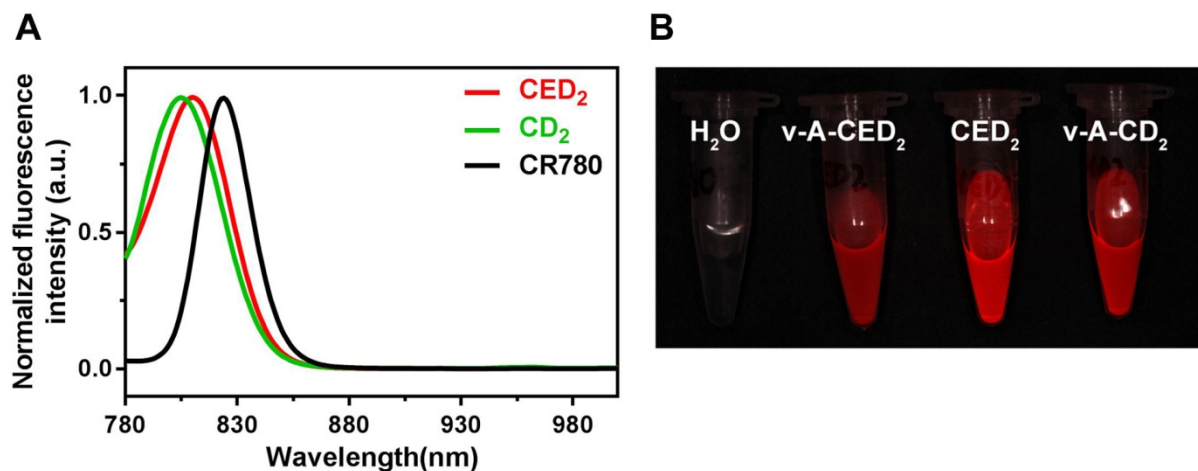 A
Normalized fluorescence
intensity (a.u.)
1.0
0.5
0.0
780 830 880 930 980
Wavelength(nm)
CED₂
CD₂
CR780
B
H₂O v-A-CED₂ CED₂ v-A-CD₂